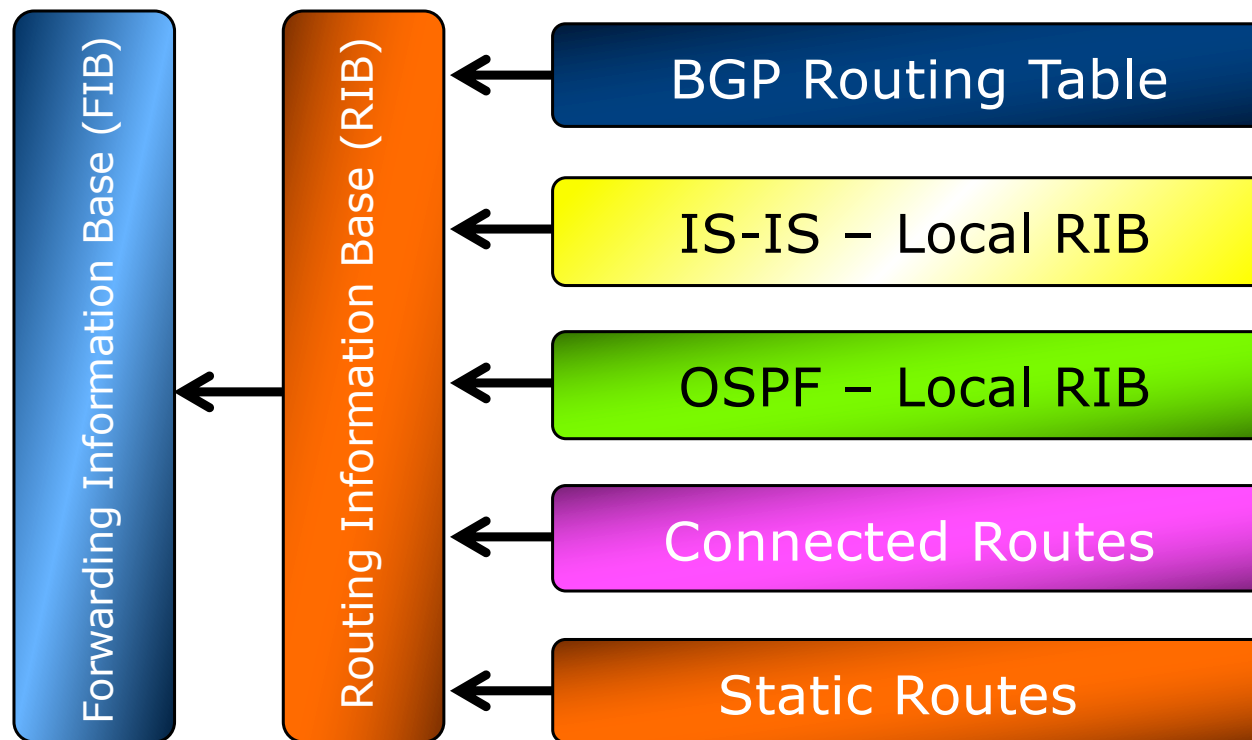 Forwarding Information Base (FIB)
Routing Information Base (RIB)
BGP Routing Table
IS-IS – Local RIB
OSPF – Local RIB
Connected Routes
Static Routes